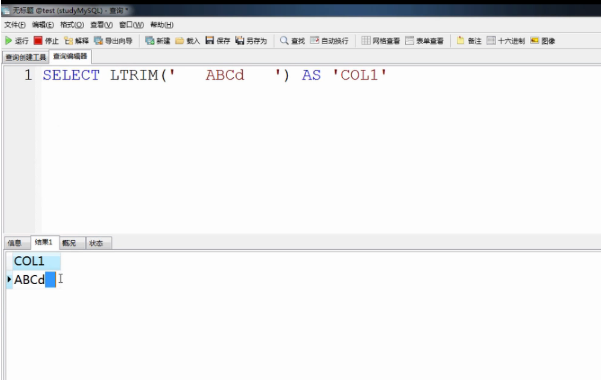 无标题 @test (studyMySQL) - 查询 *
文件(F) 编辑(E) 格式(O) 查看(V) 窗口(W) 帮助(H)
运行 停止 解释 导出向导 新建 载入 保存 另存为 查找 自动换行 网格查看 表单查看 备注 十六进制 图像
查询创建工具 查询编辑器
1 SELECT LTRIM('   ABCd   ') AS 'COL1'
信息 结果1 概况 状态
COL1
ABCd